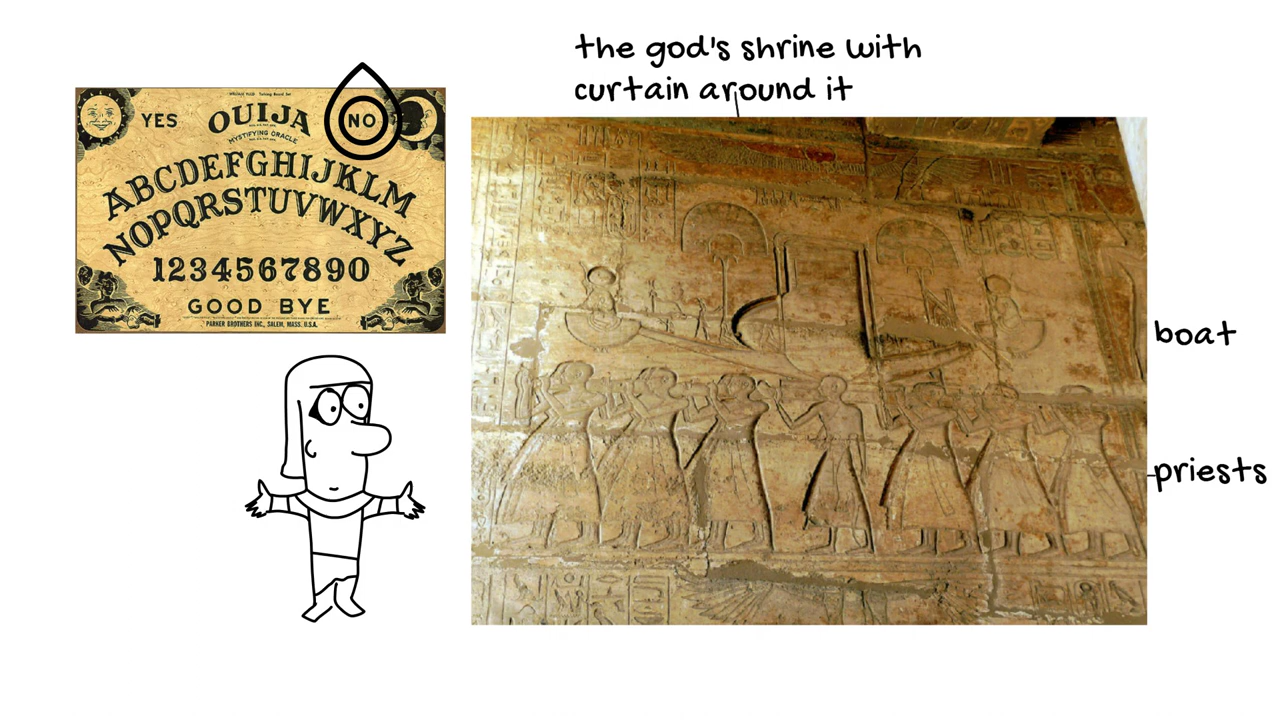 the god's shrine with
curtain around it
YES
OUIJA
NO
MYSTIFYING ORACLE
ABCDEFGHIJKLM
NOPQRSTUVWXYZ
1234567890
GOOD BYE
PARKER BROTHERS INC., SALEM, MASS. U.S.A.
boat
priests